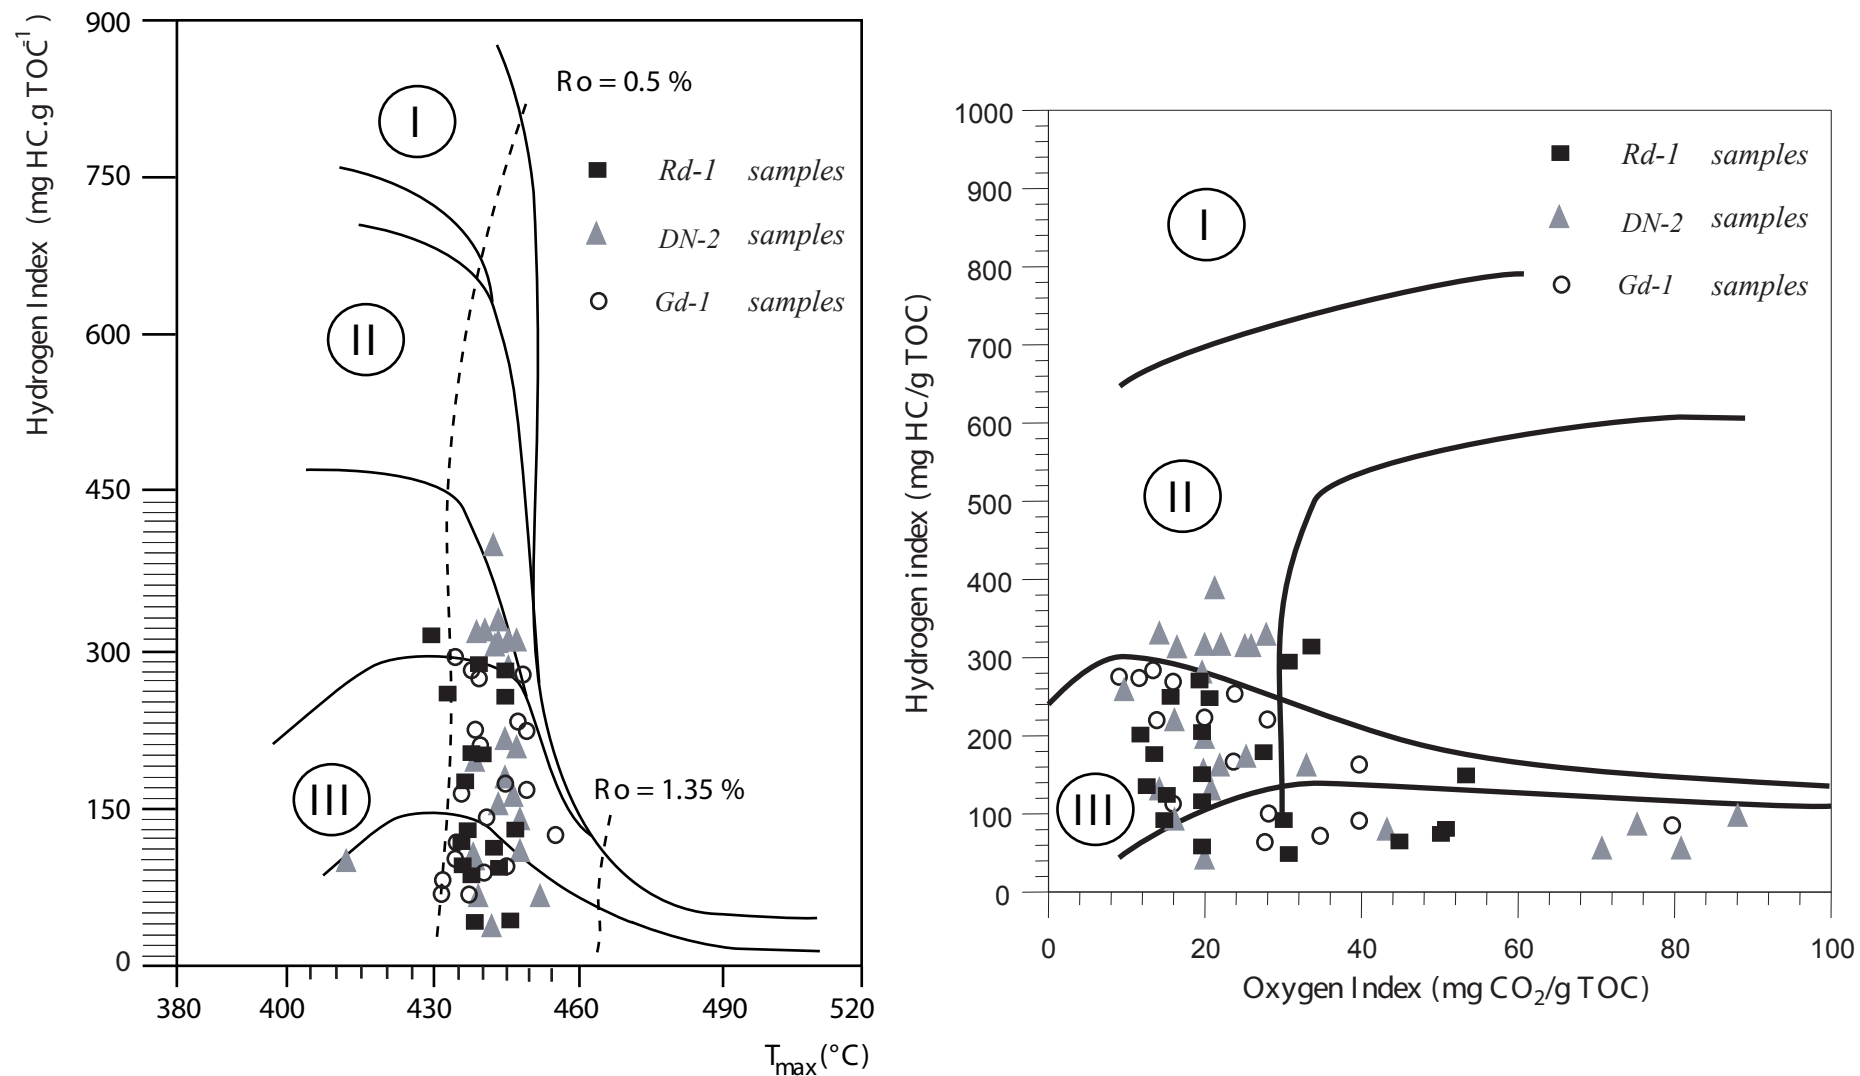 900
750
600
450
300
150
0
Hydrogen Index (mg HC.g TOC-1)
I
II
III
Ro = 0.5 %
Rd-1 samples
DN-2 samples
Gd-1 samples
Ro = 1.35 %
380 400 430 460 490 520
Tmax (°C)
1000
900
800
700
600
500
400
300
200
100
0
Hydrogen index (mg HC/g TOC)
I
II
III
Rd-1 samples
DN-2 samples
Gd-1 samples
0 20 40 60 80 100
Oxygen Index (mg CO2/g TOC)